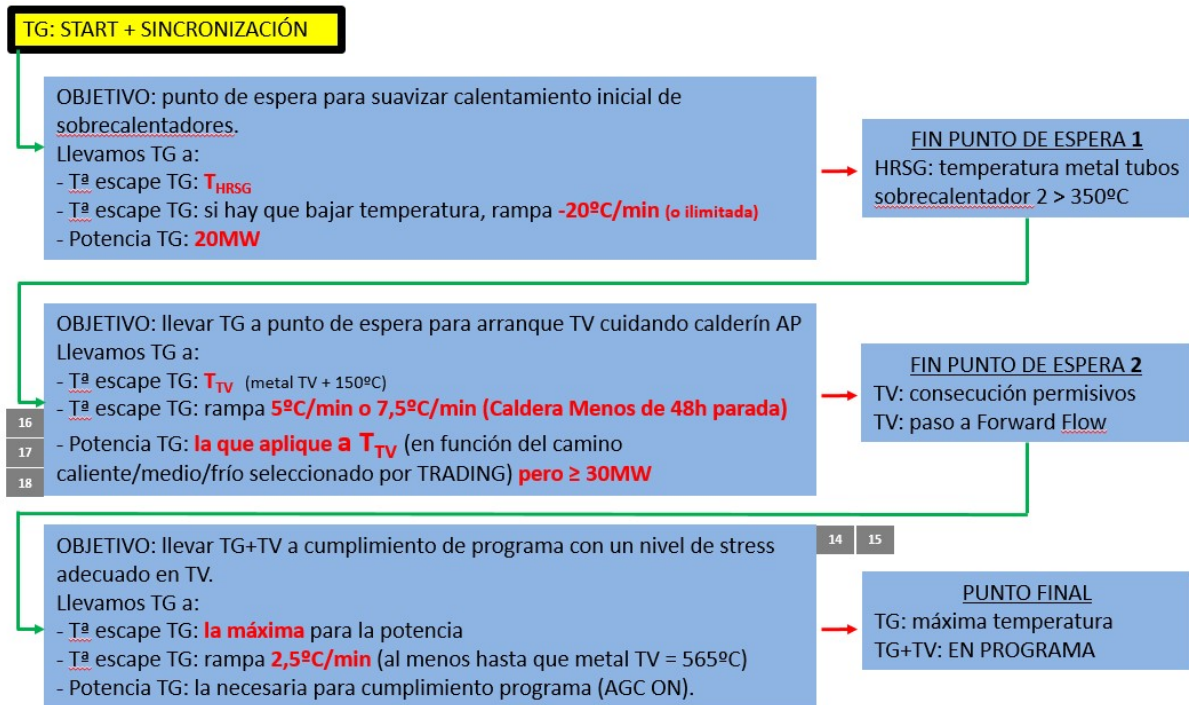 TG: START + SINCRONIZACIÓN
OBJETIVO: punto de espera para suavizar calentamiento inicial de
sobrecalentadores.
Llevamos TG a:
- Tª escape TG: T_HRSG
- Tª escape TG: si hay que bajar temperatura, rampa -20ºC/min (o ilimitada)
- Potencia TG: 20MW
FIN PUNTO DE ESPERA 1
HRSG: temperatura metal tubos
sobrecalentador 2 > 350ºC
OBJETIVO: llevar TG a punto de espera para arranque TV cuidando calderín AP
Llevamos TG a:
- Tª escape TG: T_TV (metal TV + 150ºC)
- Tª escape TG: rampa 5ºC/min o 7,5ºC/min (Caldera Menos de 48h parada)
- Potencia TG: la que aplique a T_TV (en función del camino
caliente/medio/frío seleccionado por TRADING) pero ≥ 30MW
16
17
18
FIN PUNTO DE ESPERA 2
TV: consecución permisivos
TV: paso a Forward Flow
OBJETIVO: llevar TG+TV a cumplimiento de programa con un nivel de stress
adecuado en TV.
Llevamos TG a:
- Tª escape TG: la máxima para la potencia
- Tª escape TG: rampa 2,5ºC/min (al menos hasta que metal TV = 565ºC)
- Potencia TG: la necesaria para cumplimiento programa (AGC ON).
14 15
PUNTO FINAL
TG: máxima temperatura
TG+TV: EN PROGRAMA